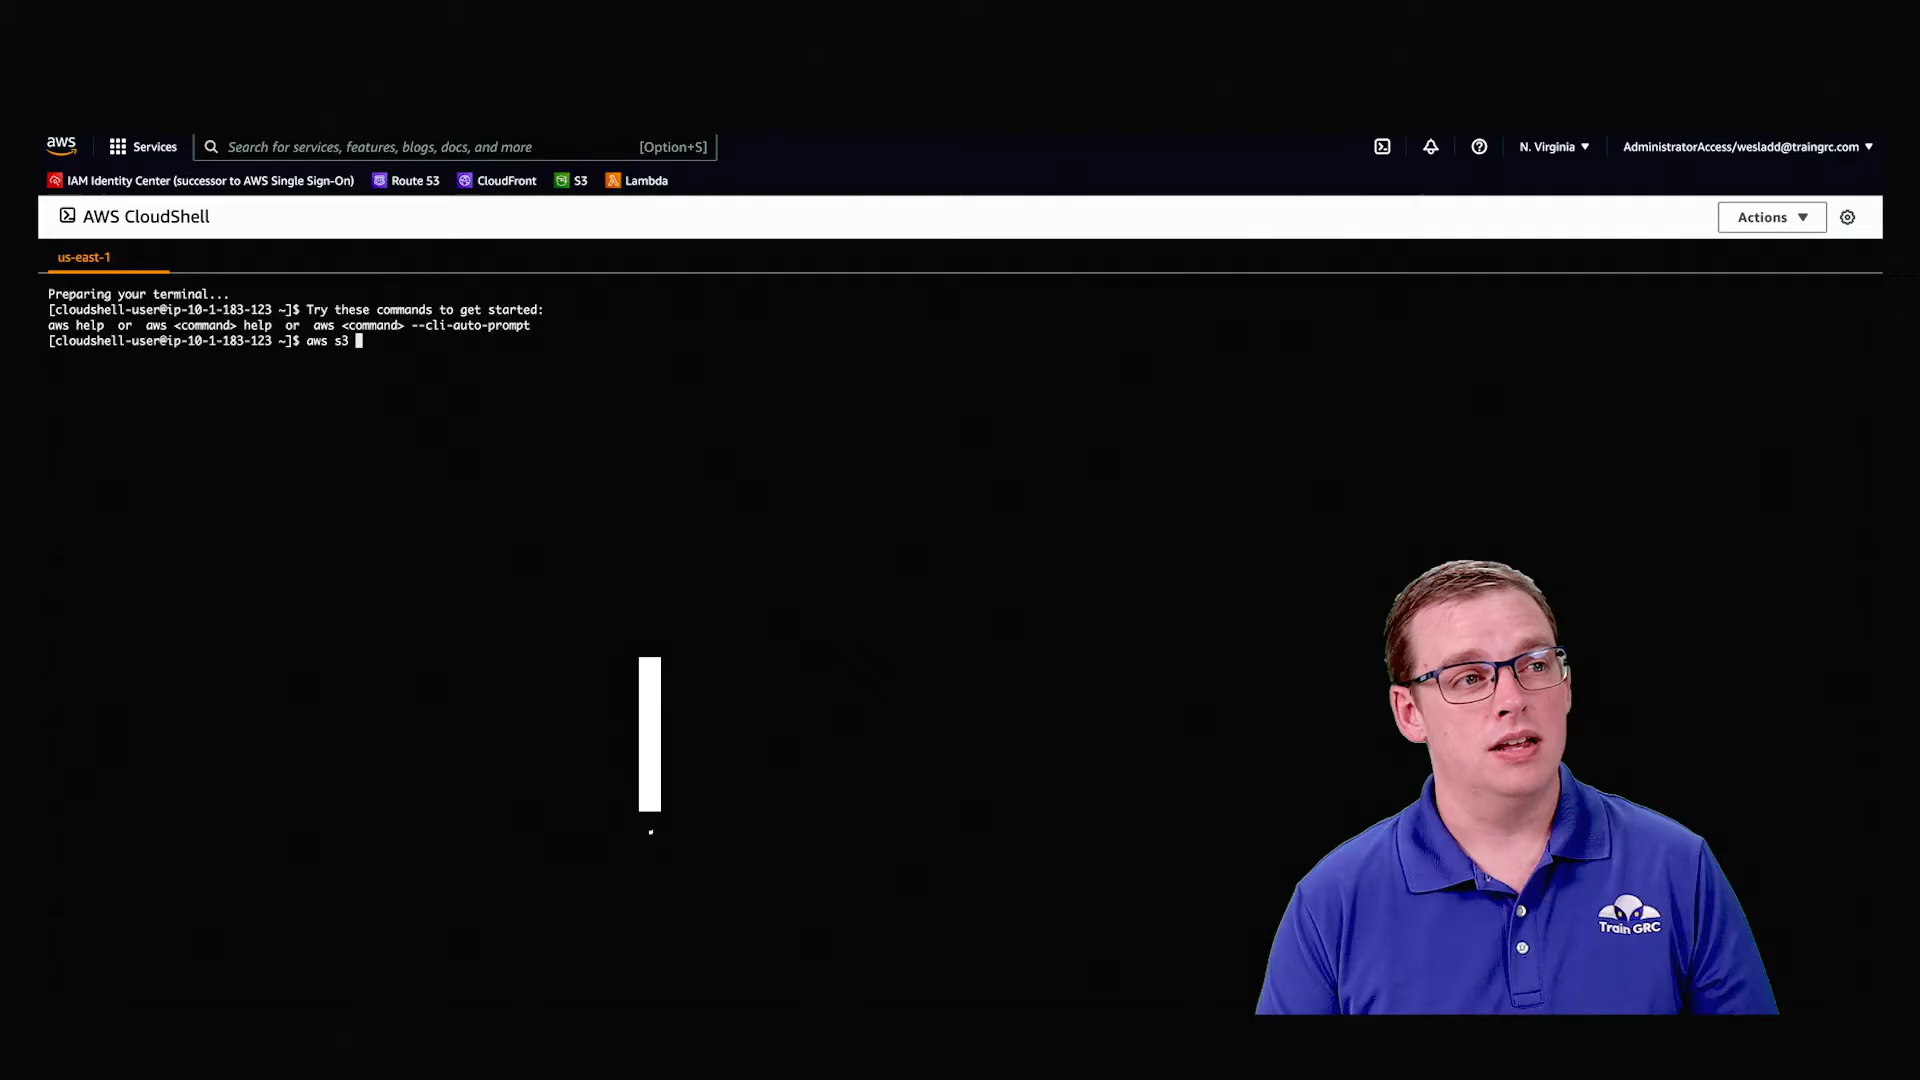 aws Services Search for services, features, blogs, docs, and more [Option+S] N. Virginia ▼ AdministratorAccess/wesladd@traingrc.com ▼
IAM Identity Center (successor to AWS Single Sign-On) Route 53 CloudFront S3 Lambda
AWS CloudShell Actions ▼
us-east-1
Preparing your terminal...
[cloudshell-user@ip-10-1-183-123 ~]$ Try these commands to get started:
aws help or aws <command> help or aws <command> --cli-auto-prompt
[cloudshell-user@ip-10-1-183-123 ~]$ aws s3
Train GRC